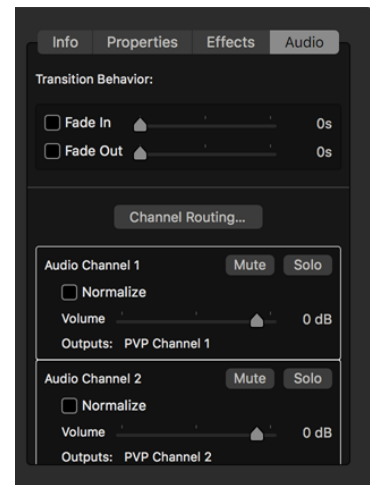 Info Properties Effects Audio
Transition Behavior:
Fade In 0s
Fade Out 0s
Channel Routing...
Audio Channel 1 Mute Solo
Normalize
Volume 0 dB
Outputs: PVP Channel 1
Audio Channel 2 Mute Solo
Normalize
Volume 0 dB
Outputs: PVP Channel 2